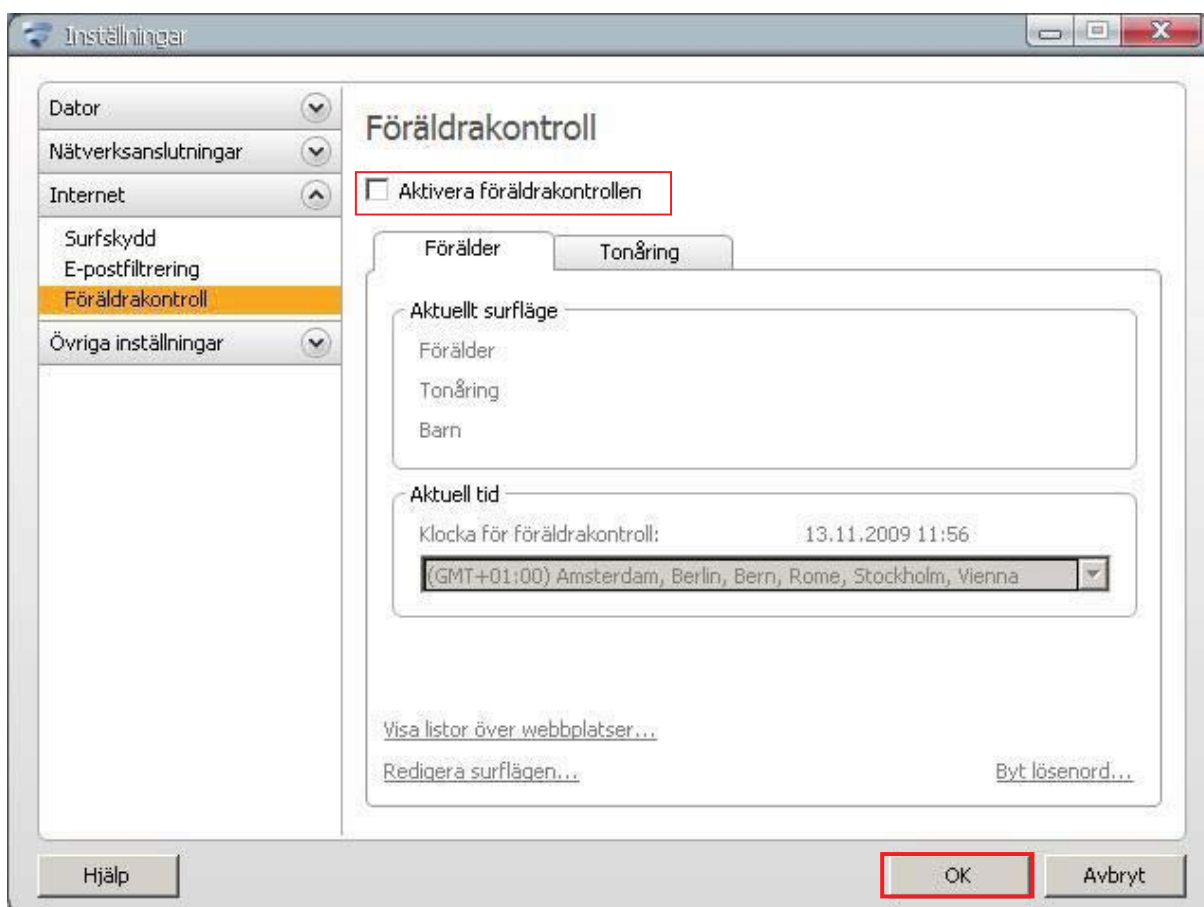 Inställningar
Dator
Nätverksanslutningar
Internet
Surfskydd
E-postfiltrering
Föräldrakontroll
Övriga inställningar
Föräldrakontroll
Aktivera föräldrakontrollen
Förälder
Tonåring
Aktuellt surfläge
Förälder
Tonåring
Barn
Aktuell tid
Klocka för föräldrakontroll: 13.11.2009 11:56
(GMT+01:00) Amsterdam, Berlin, Bern, Rome, Stockholm, Vienna
Visa listor över webbplatser...
Redigera surflägen...
Byt lösenord...
Hjälp
OK
Avbryt